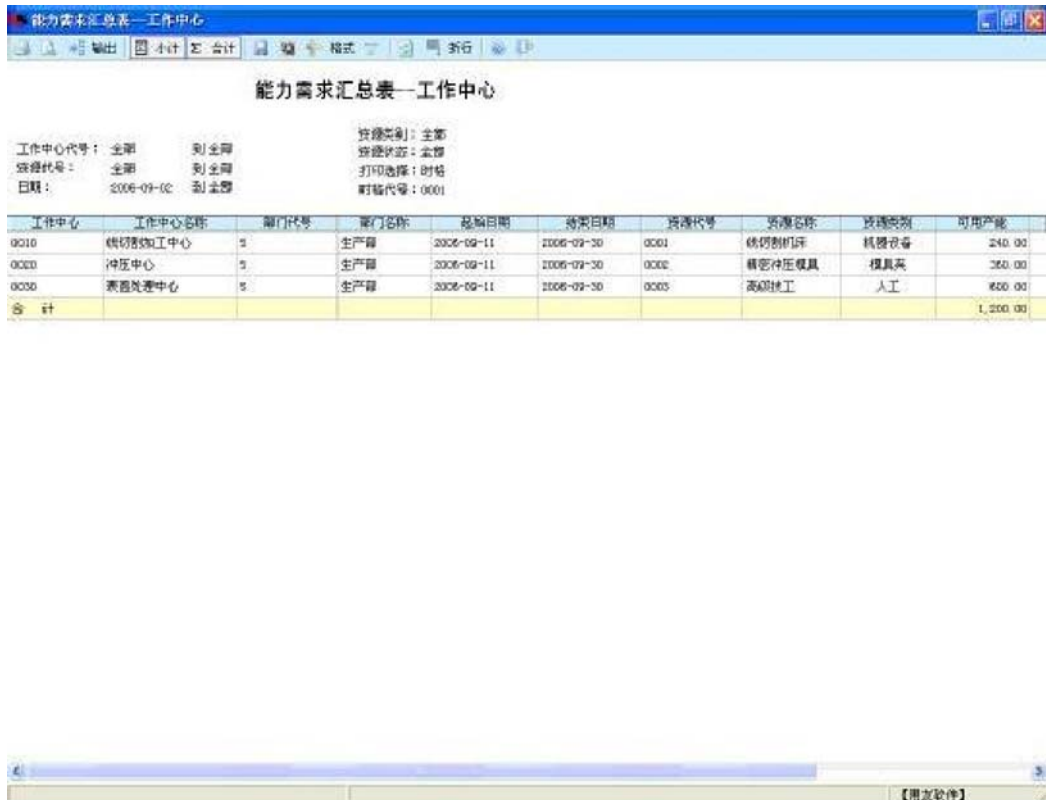 能力需求汇总表--工作中心
输出 小计 Σ 合计 格式 折行
能力需求汇总表--工作中心
资源类别：全部
工作中心代号：全部 到 全部 资源状态：全部
资源代号：全部 到 全部 打印选择：时格
日期：2006-09-02 到 全部 时格代号：0001
工作中心 工作中心名称 部门代号 部门名称 起始日期 结束日期 资源代号 资源名称 资源类别 可用产能
0010 线切割加工中心 5 生产部 2006-09-11 2006-09-30 0001 线切割机床 机器设备 240.00
0020 冲压中心 5 生产部 2006-09-11 2006-09-30 0002 精密冲压模具 模具夹 360.00
0030 表面处理中心 5 生产部 2006-09-11 2006-09-30 0003 高级技工 人工 600.00
合 计 1,200.00
【用友软件】